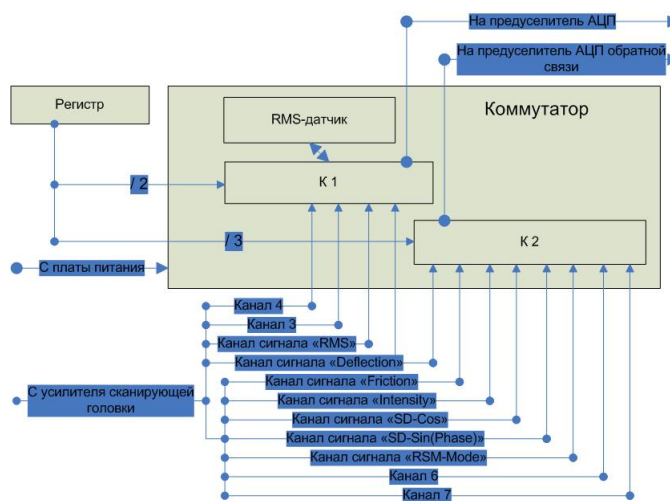 На предуселитель АЦП
На предуселитель АЦП обратной
связи
Регистр
Коммутатор
RMS-датчик
К 1
/ 2
К 2
/ 3
С платы питания
Канал 4
Канал 3
Канал сигнала «RMS»
Канал сигнала «Deflection»
Канал сигнала «Friction»
С усилителя сканирующей
головки
Канал сигнала «Intensity»
Канал сигнала «SD-Cos»
Канал сигнала «SD-Sin(Phase)»
Канал сигнала «RSM-Mode»
Канал 6
Канал 7